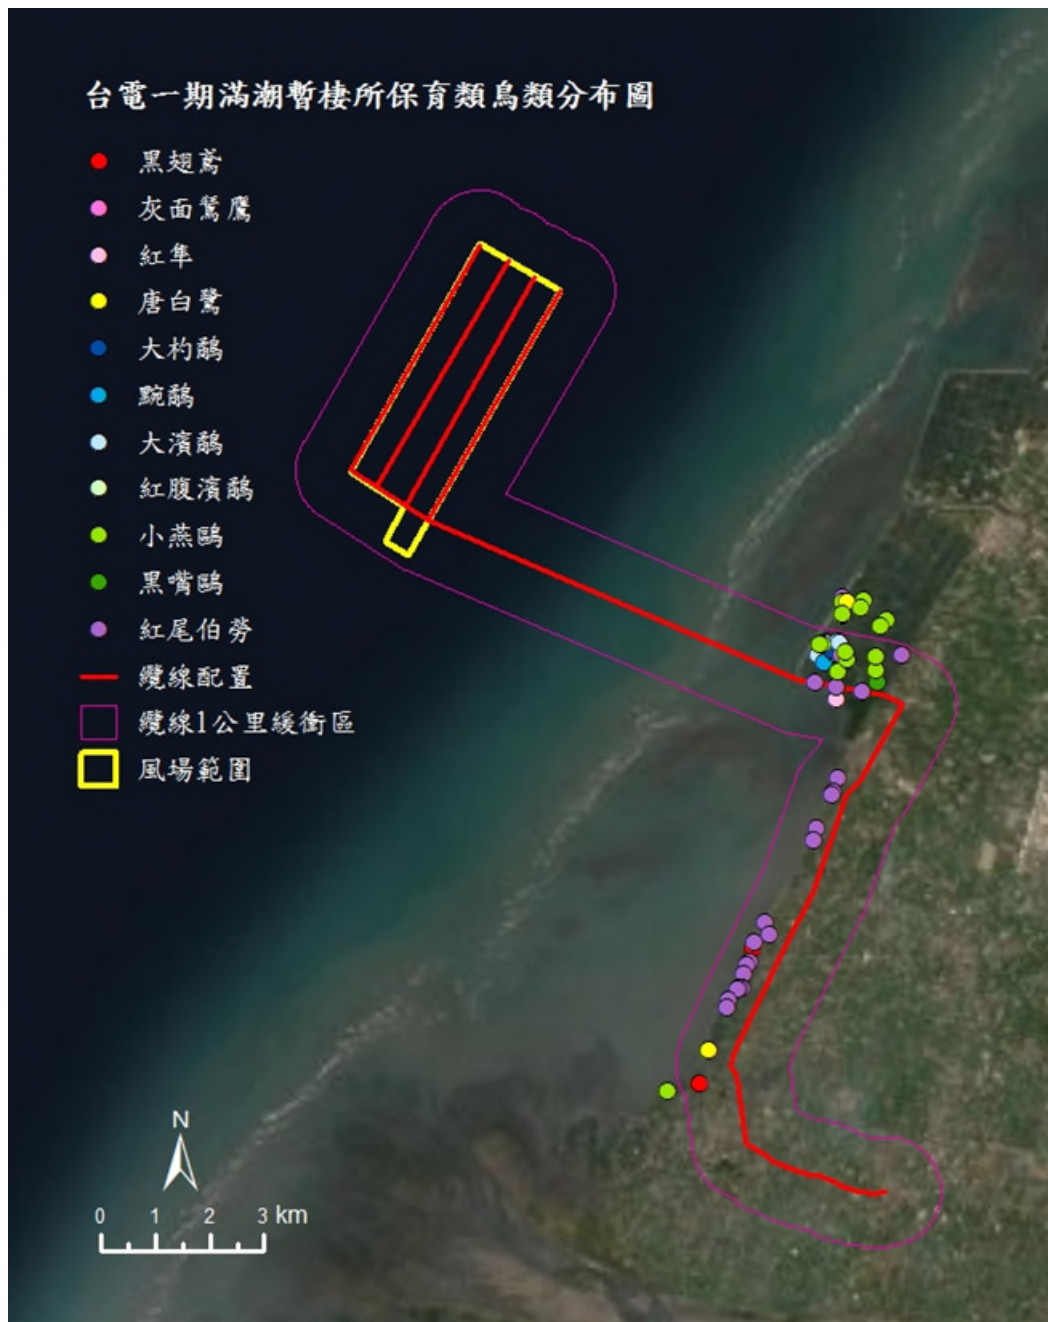 台電一期滿潮暫棲所保育類鳥類分布圖
黑翅鳶
灰面鵟鷹
紅隼
唐白鷺
大杓鷸
黦鷸
大濱鷸
紅腹濱鷸
小燕鷗
黑嘴鷗
紅尾伯勞
纜線配置
纜線1公里緩衝區
風場範圍
N
0 1 2 3 km